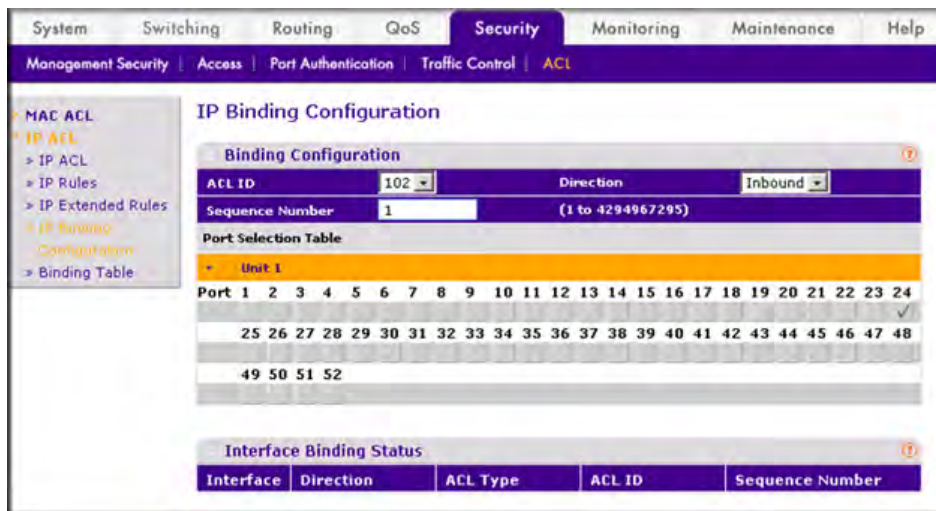 System Switching Routing QoS Security Monitoring Maintenance Help
Management Security | Access | Port Authentication | Traffic Control | ACL
MAC ACL
IP ACL
» IP ACL
» IP Rules
» IP Extended Rules
» IP Binding
Configuration
» Binding Table
IP Binding Configuration
Binding Configuration
ACL ID 102 Direction Inbound
Sequence Number 1 (1 to 4294967295)
Port Selection Table
Unit 1
Port 1 2 3 4 5 6 7 8 9 10 11 12 13 14 15 16 17 18 19 20 21 22 23 24
25 26 27 28 29 30 31 32 33 34 35 36 37 38 39 40 41 42 43 44 45 46 47 48
49 50 51 52
Interface Binding Status
Interface Direction ACL Type ACL ID Sequence Number